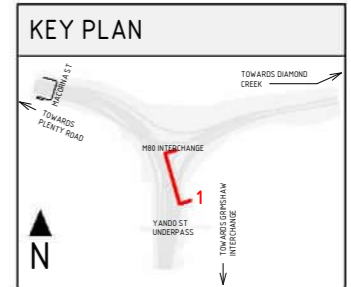 KEY PLAN
MACORNA ST
TOWARDS
PLENTY ROAD
TOWARDS DIAMOND
CREEK
M80 INTERCHANGE
1
YANDO ST
UNDERPASS
TOWARDS GRIMSHAW
INTERCHANGE
N